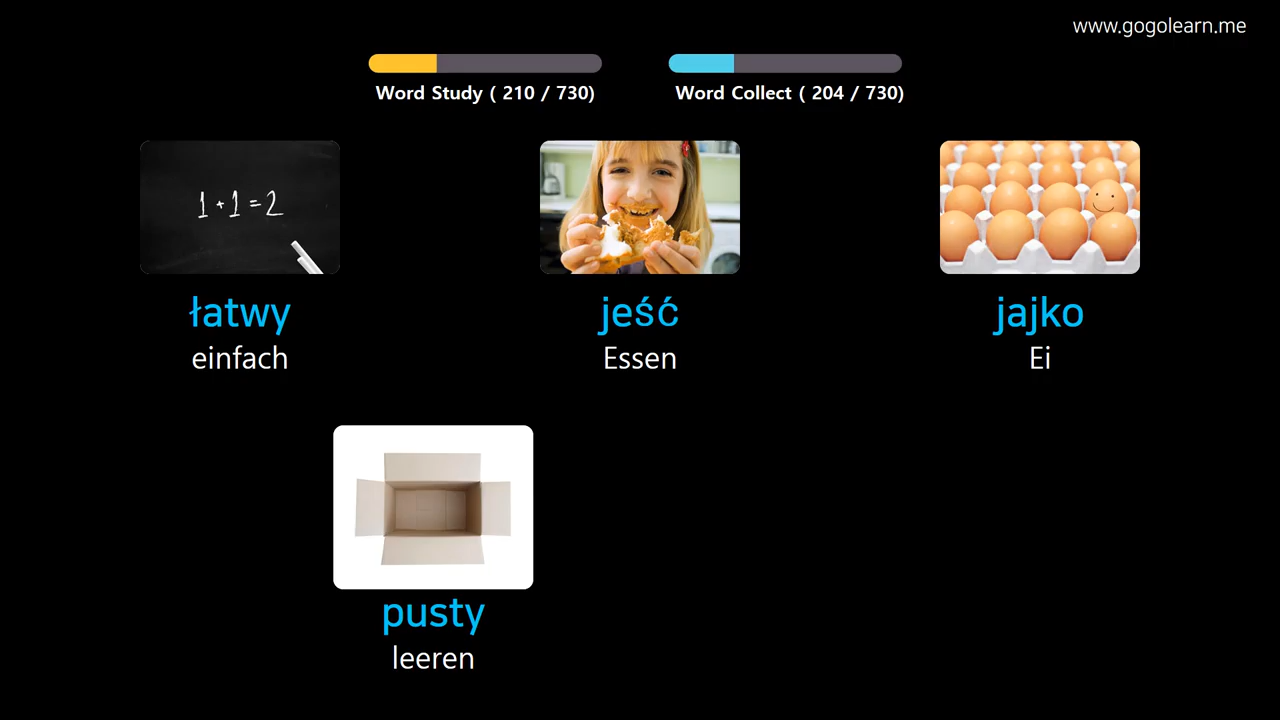 www.gogolearn.me
Word Study ( 210 / 730)
Word Collect ( 204 / 730)
1 + 1 = 2
łatwy
einfach
jeść
Essen
jajko
Ei
pusty
leeren